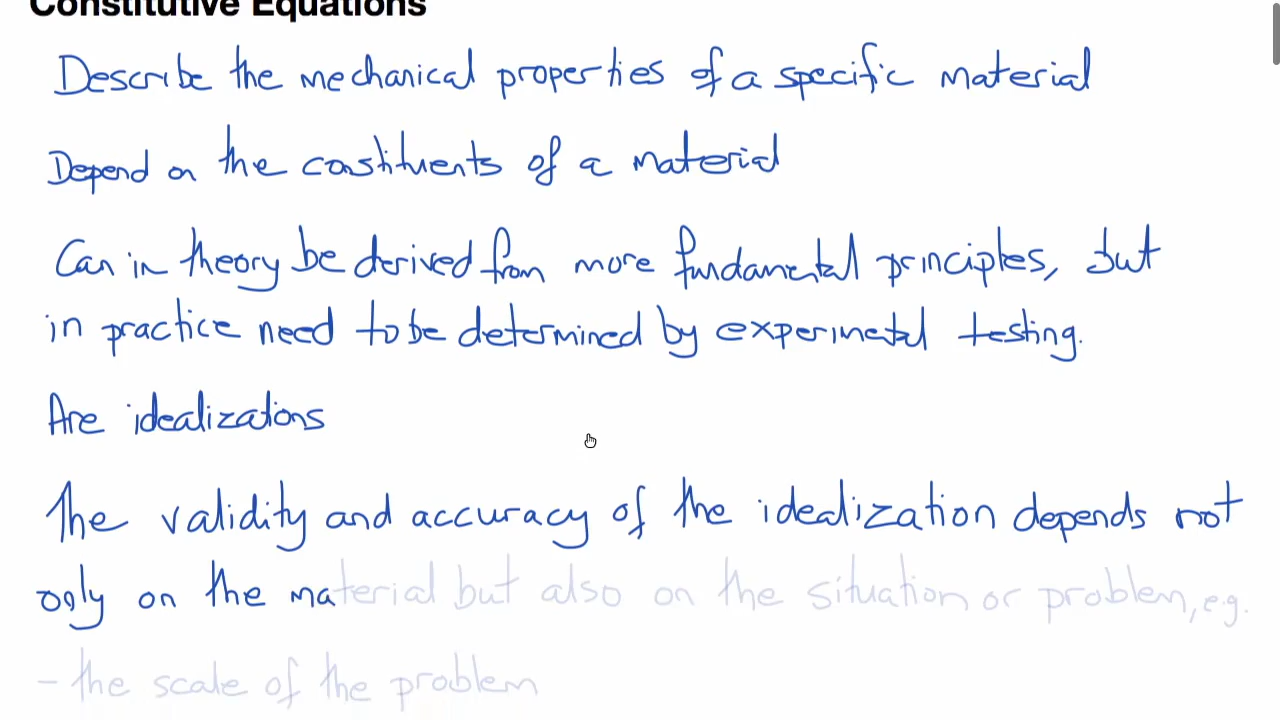 Constitutive Equations
Describe the mechanical properties of a specific material
Depend on the constituents of a material
Can in theory be derived from more fundamental principles, but
in practice need to be determined by experimetal testing.
Are idealizations
The validity and accuracy of the idealization depends not
only on the material but also on the situation or problem, e.g.
- the scale of the problem